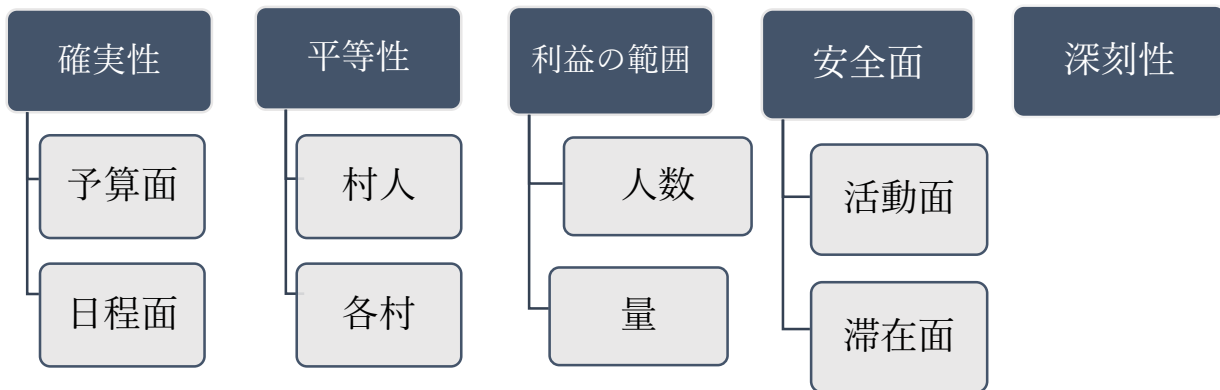 確実性
予算面
日程面
平等性
村人
各村
利益の範囲
人数
量
安全面
活動面
滞在面
深刻性